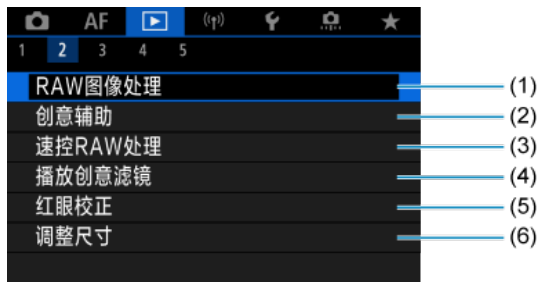 AF
1 2 3 4 5
RAW图像处理 (1)
创意辅助 (2)
速控RAW处理 (3)
播放创意滤镜 (4)
红眼校正 (5)
调整尺寸 (6)